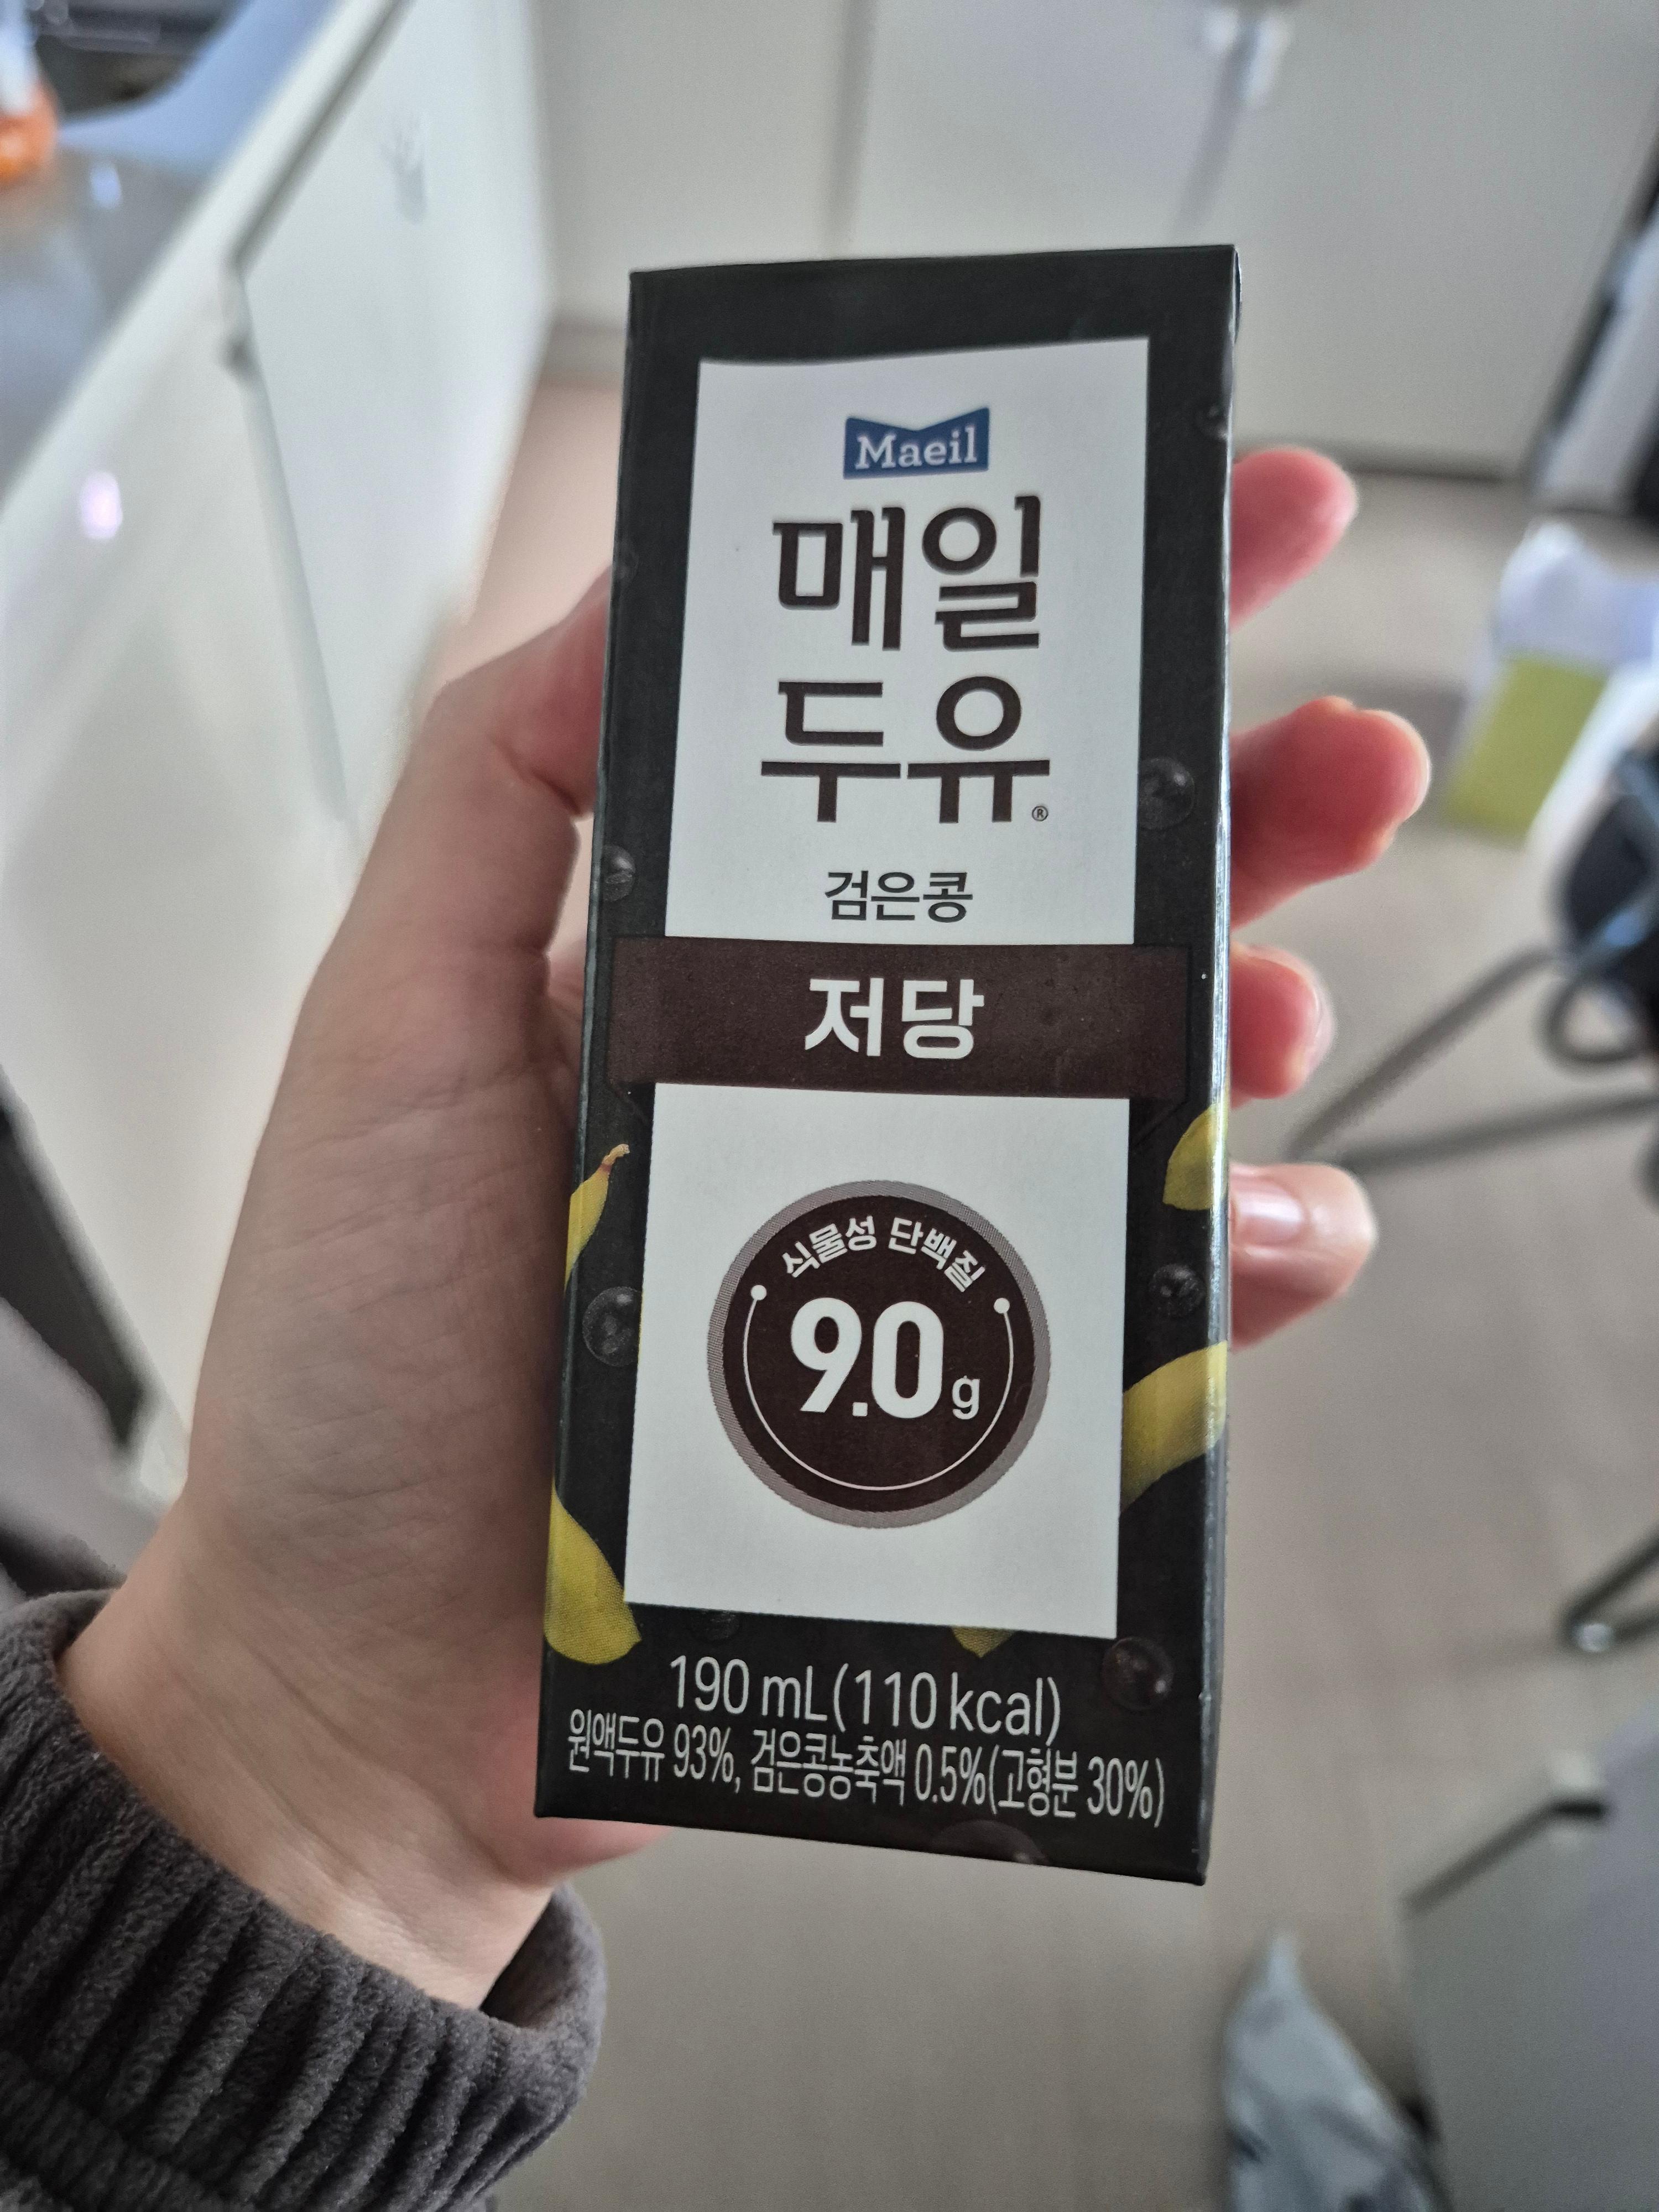 Maeil
매일
두유®
검은콩
저당
식물성 단백질
9.0 g
190 mL(110 kcal)
원액두유 93%, 검은콩농축액 0.5%(고형분 30%)